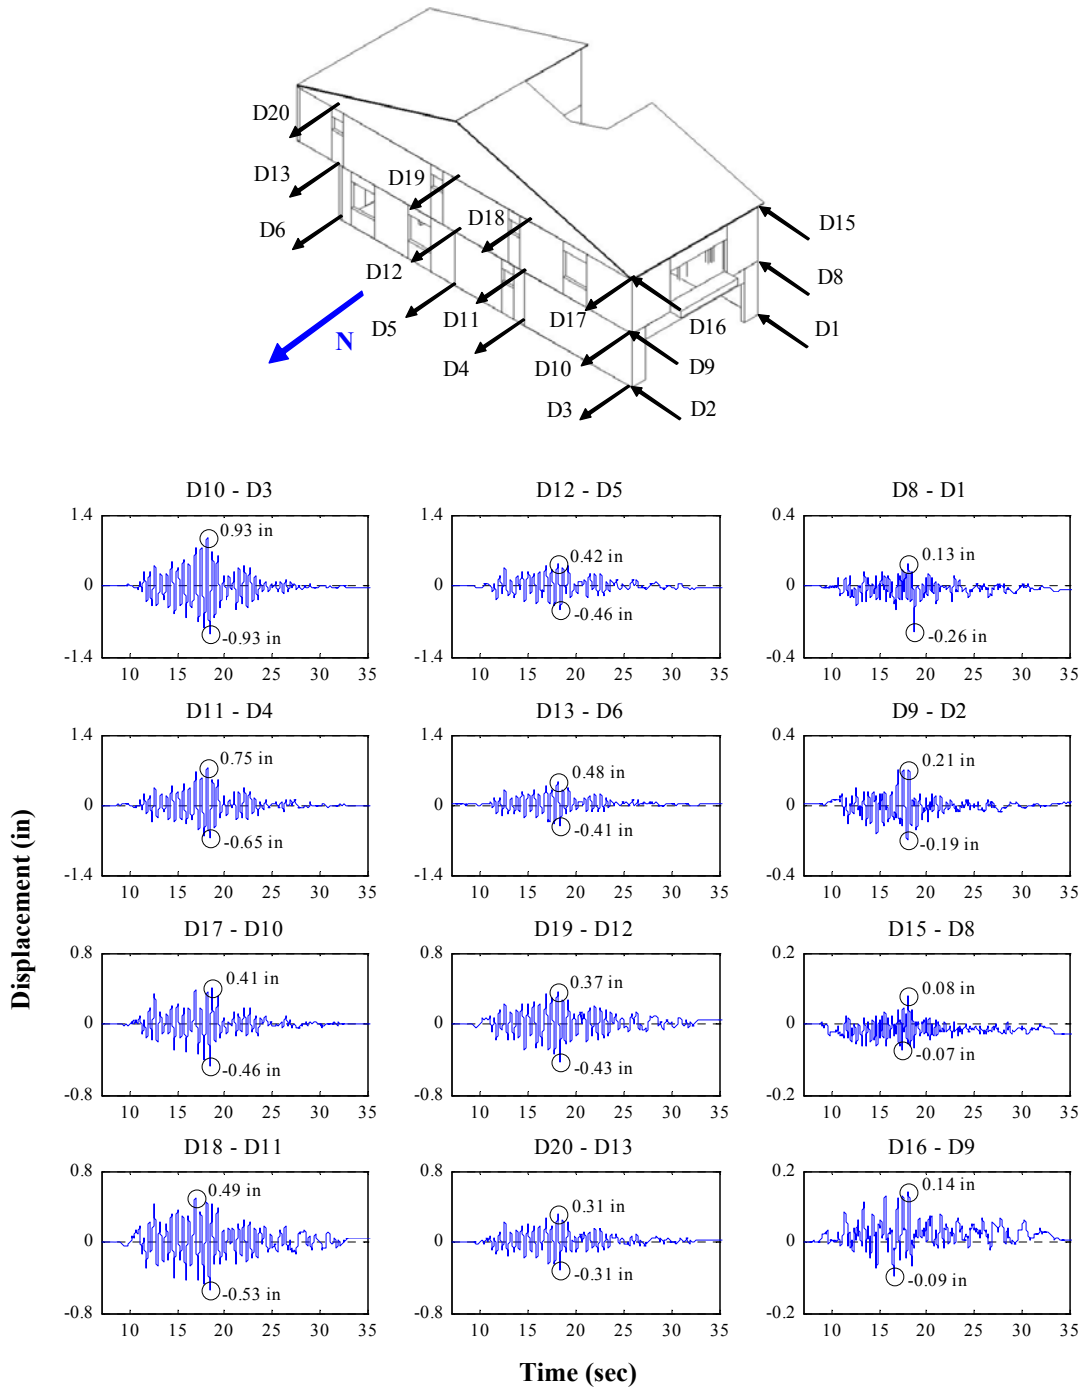 D20
D13
D19
D6
D18
D15
D12
D8
D5
D11
D17
D16
D1
N
D4
D10
D9
D3
D2
D10 - D3
D12 - D5
D8 - D1
1.4
0.93 in
0
-0.93 in
-1.4
10 15 20 25 30 35
1.4
0.42 in
0
-0.46 in
-1.4
10 15 20 25 30 35
0.4
0.13 in
0
-0.26 in
-0.4
10 15 20 25 30 35
D11 - D4
D13 - D6
D9 - D2
1.4
0.75 in
0
-0.65 in
-1.4
10 15 20 25 30 35
1.4
0.48 in
0
-0.41 in
-1.4
10 15 20 25 30 35
0.4
0.21 in
0
-0.19 in
-0.4
10 15 20 25 30 35
Displacement (in)
D17 - D10
D19 - D12
D15 - D8
0.8
0.41 in
0
-0.46 in
-0.8
10 15 20 25 30 35
0.8
0.37 in
0
-0.43 in
-0.8
10 15 20 25 30 35
0.2
0.08 in
0
-0.07 in
-0.2
10 15 20 25 30 35
D18 - D11
D20 - D13
D16 - D9
0.8
0.49 in
0
-0.53 in
-0.8
10 15 20 25 30 35
0.8
0.31 in
0
-0.31 in
-0.8
10 15 20 25 30 35
0.2
0.14 in
0
-0.09 in
-0.2
10 15 20 25 30 35
Time (sec)